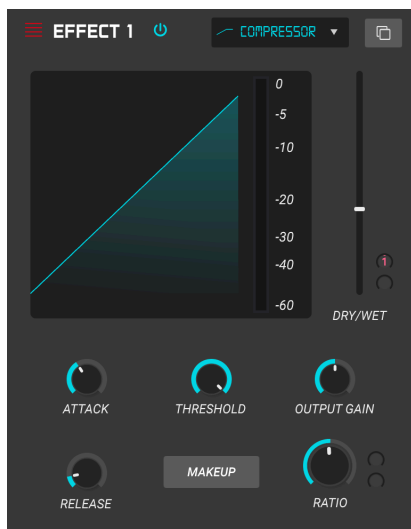 EFFECT 1
COMPRESSOR
0
-5
-10
-20
-30
-40
-60
1
DRY/WET
ATTACK
THRESHOLD
OUTPUT GAIN
RELEASE
MAKEUP
RATIO